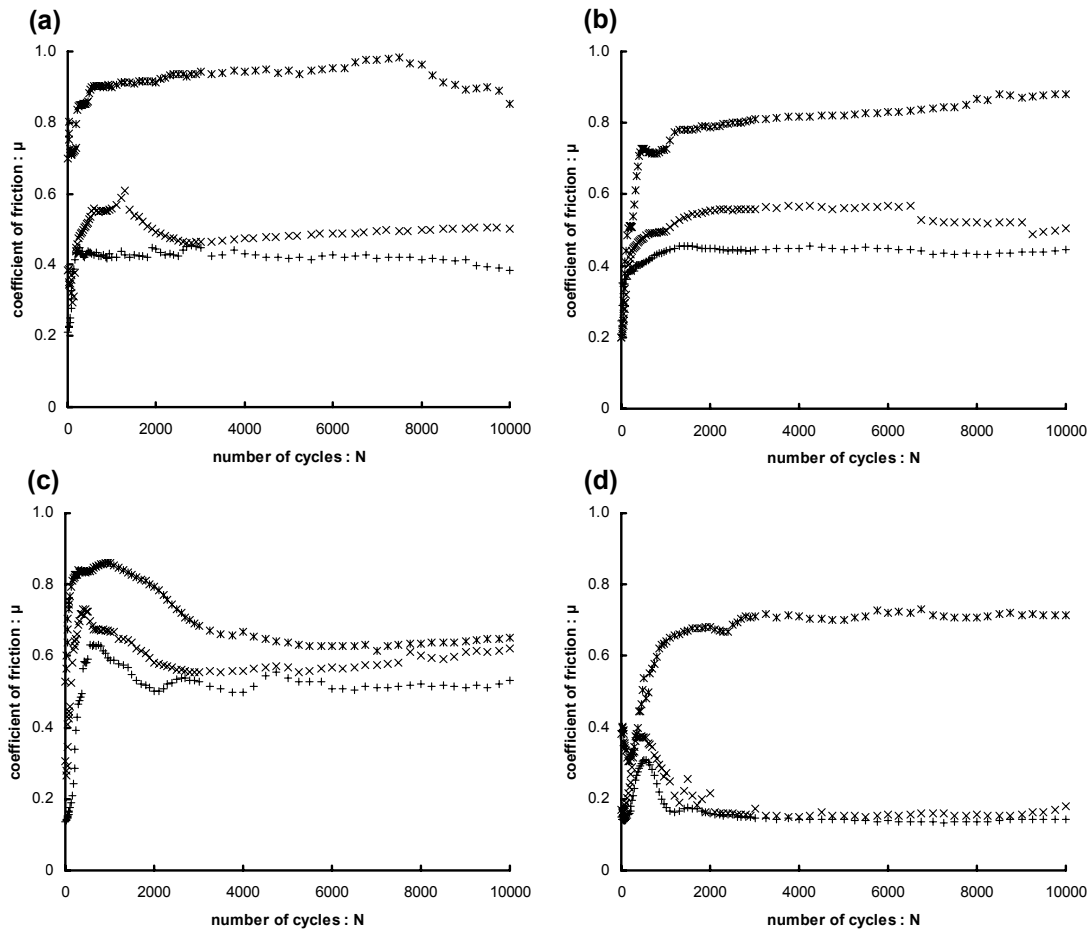 (a)
1.0
0.8
0.6
0.4
0.2
0
0 2000 4000 6000 8000 10000
coefficient of friction : μ
number of cycles : N
(b)
1.0
0.8
0.6
0.4
0.2
0
0 2000 4000 6000 8000 10000
coefficient of friction : μ
number of cycles : N
(c)
1.0
0.8
0.6
0.4
0.2
0
0 2000 4000 6000 8000 10000
coefficient of friction : μ
number of cycles : N
(d)
1.0
0.8
0.6
0.4
0.2
0
0 2000 4000 6000 8000 10000
coefficient of friction : μ
number of cycles : N